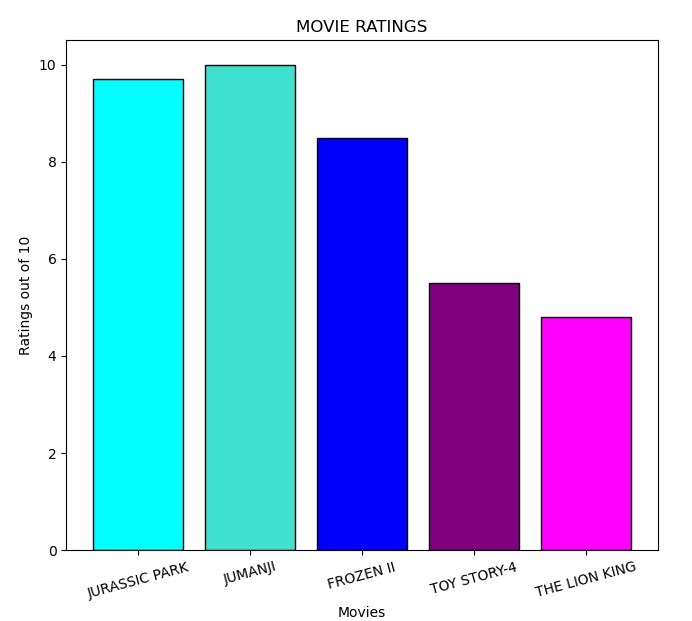 MOVIE RATINGS
Ratings out of 10
10
8
6
4
2
0
JURASSIC PARK
JUMANJI
FROZEN II
TOY STORY-4
THE LION KING
Movies